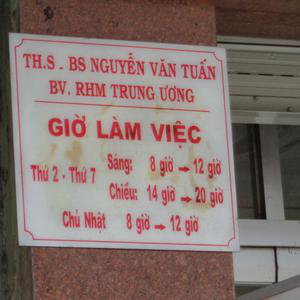 TH.S - BS NGUYỄN VĂN TUẤN
BV. RHM TRUNG ƯƠNG
GIỜ LÀM VIỆC
Thứ 2 - Thứ 7 Sáng: 8 giờ → 12 giờ
Chiều: 14 giờ → 20 giờ
Chủ Nhật 8 giờ → 12 giờ